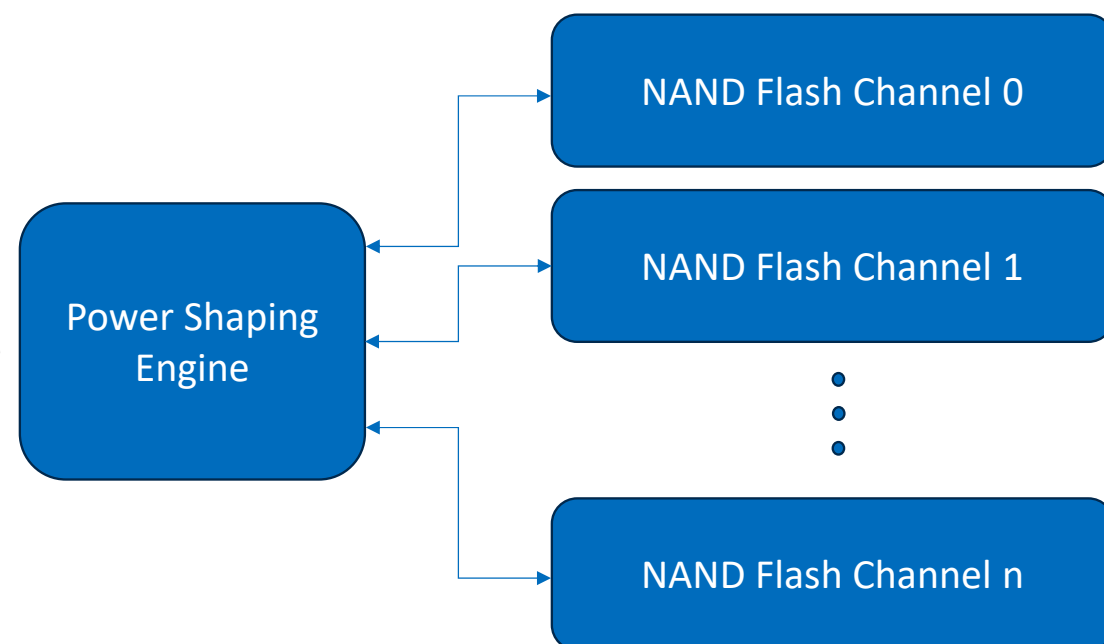 NAND Flash Channel 0
NAND Flash Channel 1
Power Shaping
Engine
NAND Flash Channel n